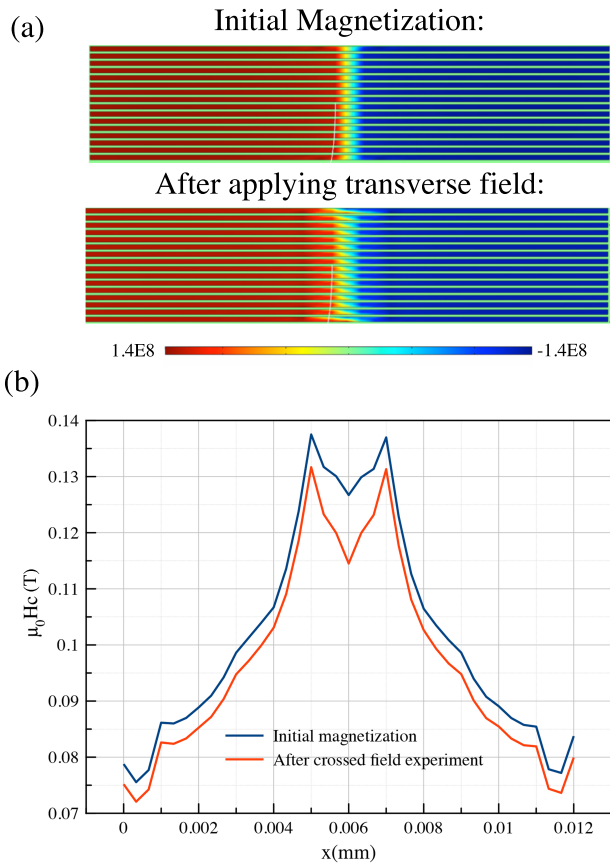 (a)
Initial Magnetization:
After applying transverse field:
1.4E8
-1.4E8
(b)
0.14
0.13
0.12
0.11
0.1
0.09
0.08
0.07
μ0Hc (T)
Initial magnetization
After crossed field experiment
0
0.002
0.004
0.006
0.008
0.01
0.012
x(mm)